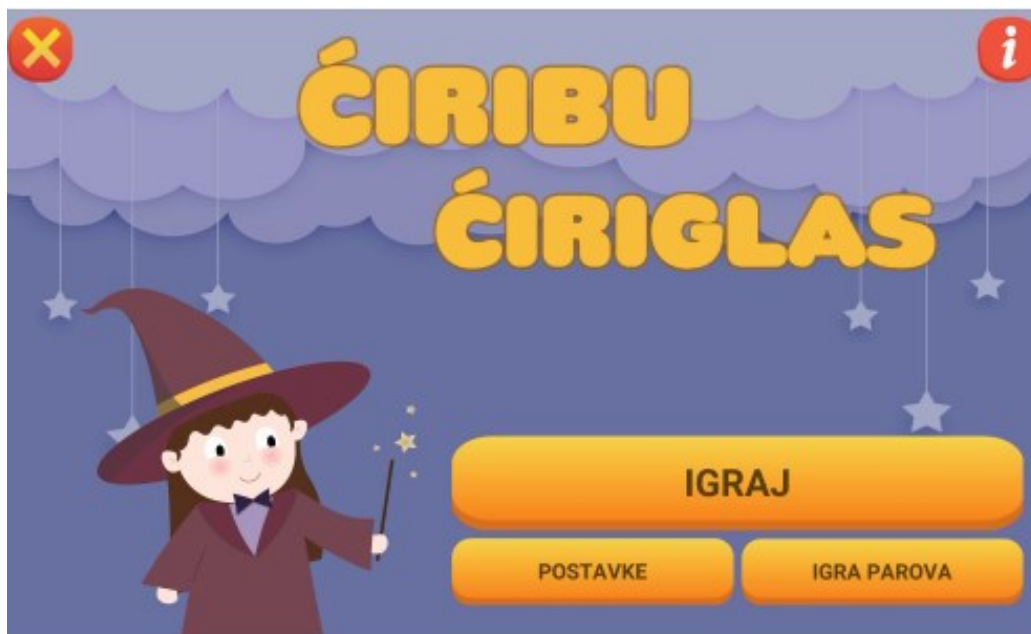 ĆIRIBU
ĆIRIGLAS
i
IGRAJ
POSTAVKE
IGRA PAROVA